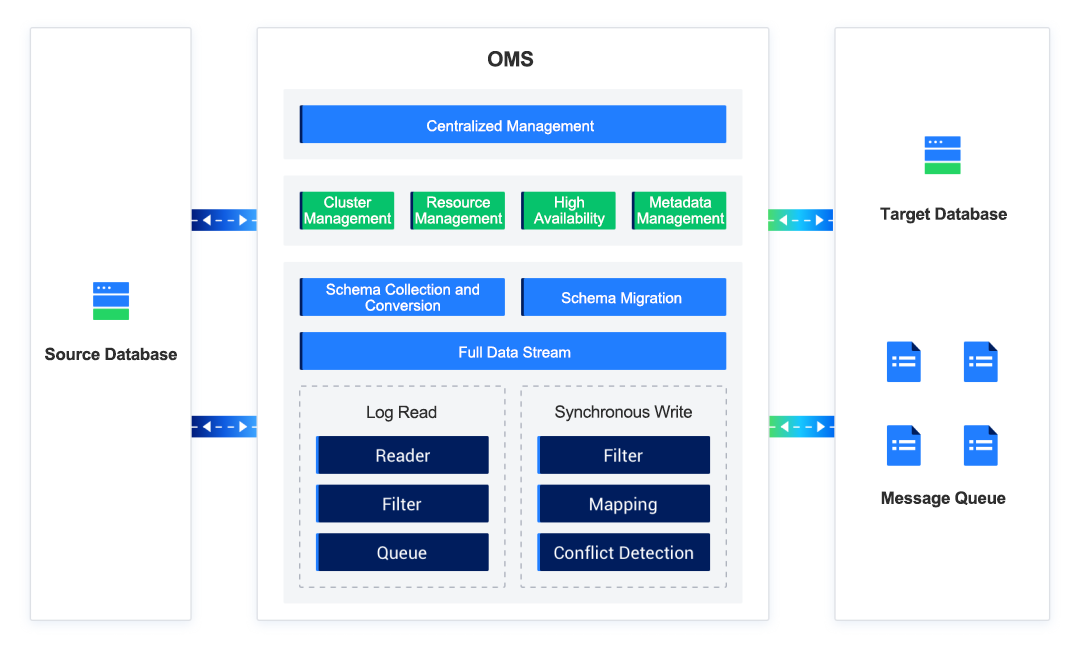 OMS
Centralized Management
Cluster
Management
Resource
Management
High
Availability
Metadata
Management
Target Database
Schema Collection and
Conversion
Schema Migration
Source Database
Full Data Stream
Log Read
Reader
Filter
Queue
Synchronous Write
Filter
Mapping
Conflict Detection
Message Queue